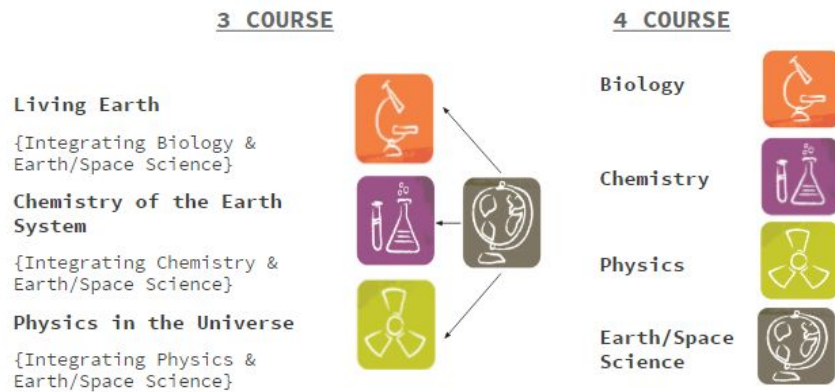 3 COURSE
Living Earth
{Integrating Biology &
Earth/Space Science}
Chemistry of the Earth
System
{Integrating Chemistry &
Earth/Space Science}
Physics in the Universe
{Integrating Physics &
Earth/Space Science}
4 COURSE
Biology
Chemistry
Physics
Earth/Space
Science